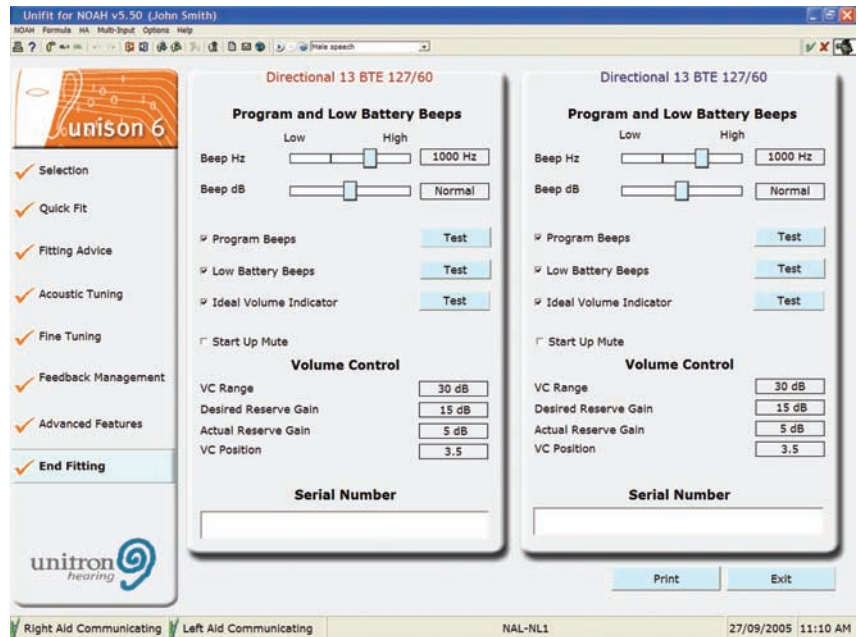 Unifit for NOAH v5.50 (John Smith)
NOAH Formula HA Multi-Input Options Help
Male speech
unison 6
Selection
Quick Fit
Fitting Advice
Acoustic Tuning
Fine Tuning
Feedback Management
Advanced Features
End Fitting
unitron
hearing
Directional 13 BTE 127/60
Program and Low Battery Beeps
Low High
Beep Hz 1000 Hz
Beep dB Normal
Program Beeps Test
Low Battery Beeps Test
Ideal Volume Indicator Test
Start Up Mute
Volume Control
VC Range 30 dB
Desired Reserve Gain 15 dB
Actual Reserve Gain 5 dB
VC Position 3.5
Serial Number
Directional 13 BTE 127/60
Program and Low Battery Beeps
Low High
Beep Hz 1000 Hz
Beep dB Normal
Program Beeps Test
Low Battery Beeps Test
Ideal Volume Indicator Test
Start Up Mute
Volume Control
VC Range 30 dB
Desired Reserve Gain 15 dB
Actual Reserve Gain 5 dB
VC Position 3.5
Serial Number
Print Exit
Right Aid Communicating Left Aid Communicating NAL-NL1 27/09/2005 11:10 AM